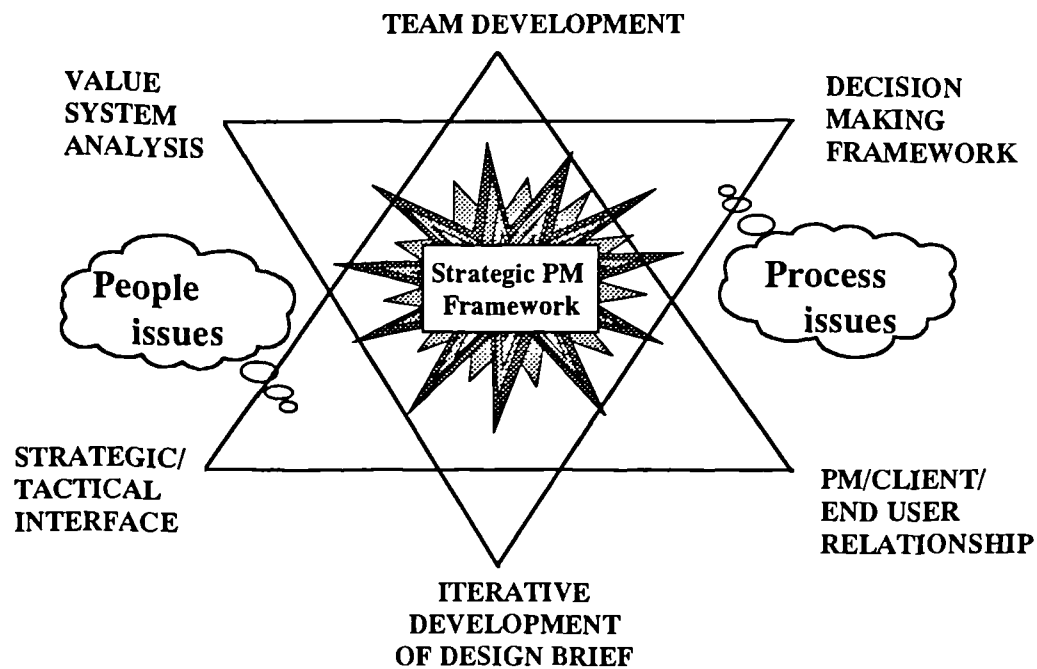 TEAM DEVELOPMENT
VALUE
SYSTEM
ANALYSIS
DECISION
MAKING
FRAMEWORK
People
issues
Strategic PM
Framework
Process
issues
STRATEGIC/
TACTICAL
INTERFACE
PM/CLIENT/
END USER
RELATIONSHIP
ITERATIVE
DEVELOPMENT
OF DESIGN BRIEF